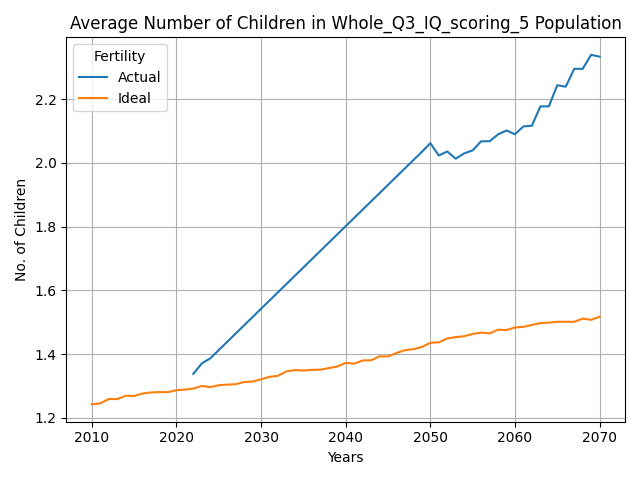 Average Number of Children in Whole_Q3_IQ_scoring_5 Population
Fertility
Actual
Ideal
No. of Children
2.2
2.0
1.8
1.6
1.4
1.2
2010 2020 2030 2040 2050 2060 2070
Years